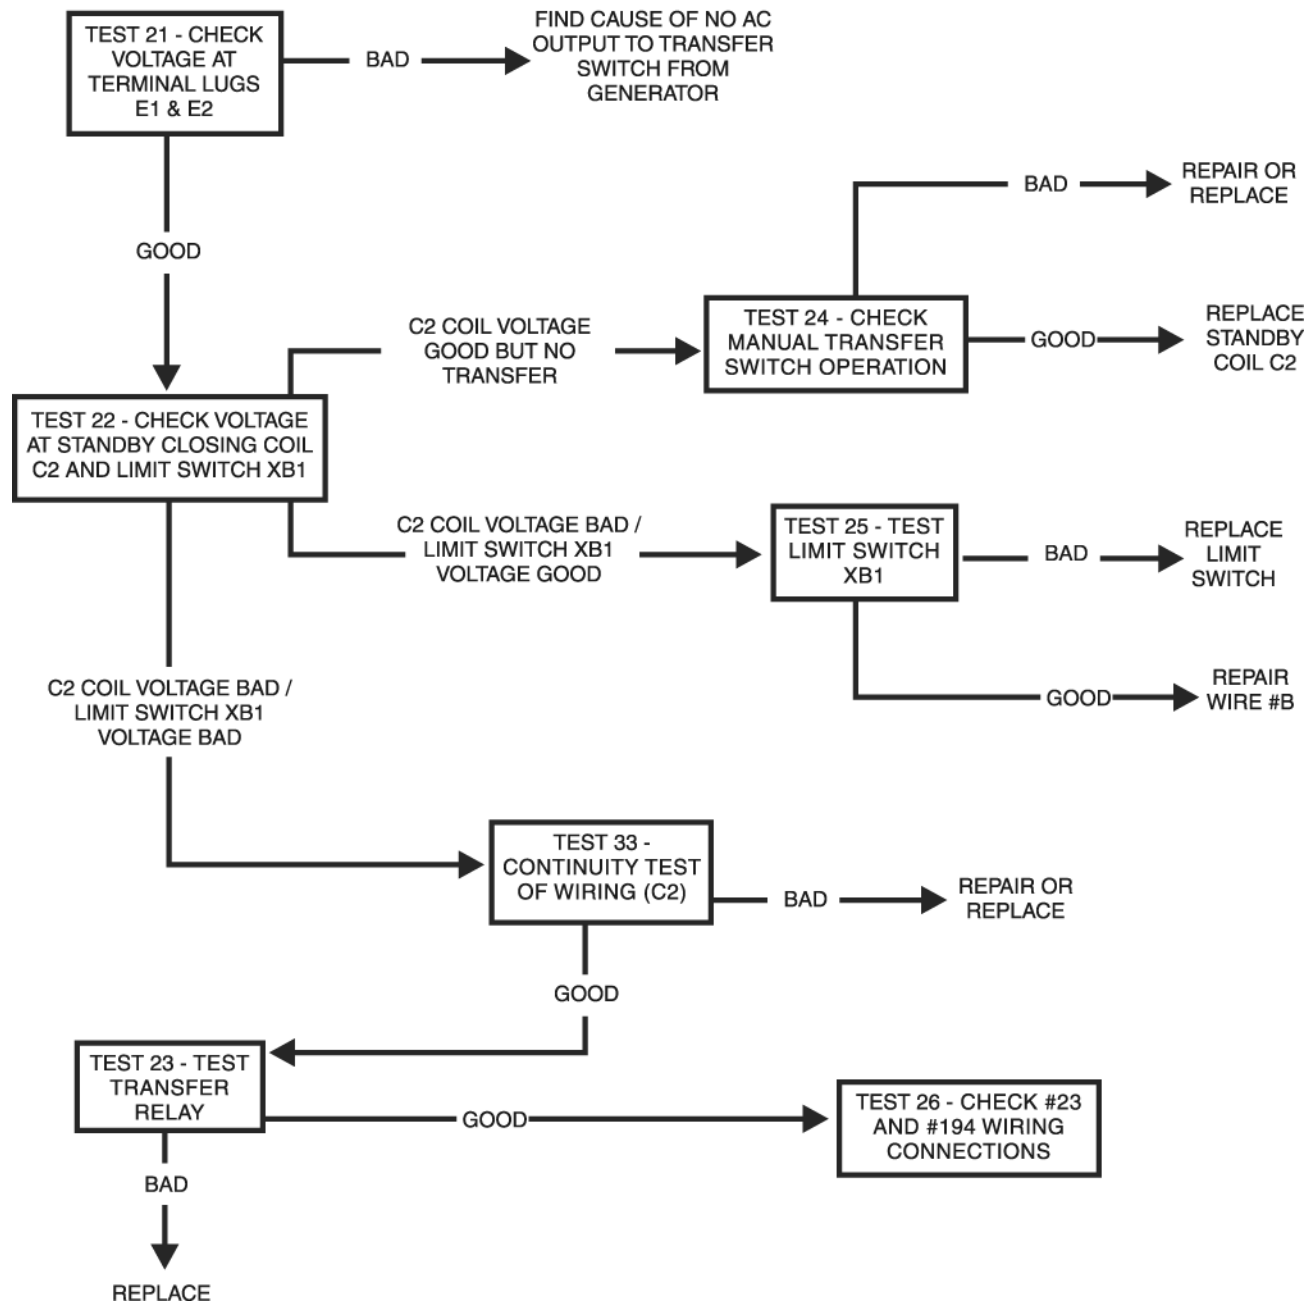 TEST 21 - CHECK
VOLTAGE AT
TERMINAL LUGS
E1 & E2
BAD
FIND CAUSE OF NO AC
OUTPUT TO TRANSFER
SWITCH FROM
GENERATOR
GOOD
TEST 22 - CHECK VOLTAGE
AT STANDBY CLOSING COIL
C2 AND LIMIT SWITCH XB1
C2 COIL VOLTAGE
GOOD BUT NO
TRANSFER
TEST 24 - CHECK
MANUAL TRANSFER
SWITCH OPERATION
BAD
REPAIR OR
REPLACE
GOOD
REPLACE
STANDBY
COIL C2
C2 COIL VOLTAGE BAD /
LIMIT SWITCH XB1
VOLTAGE GOOD
TEST 25 - TEST
LIMIT SWITCH
XB1
BAD
REPLACE
LIMIT
SWITCH
GOOD
REPAIR
WIRE #B
C2 COIL VOLTAGE BAD /
LIMIT SWITCH XB1
VOLTAGE BAD
TEST 33 -
CONTINUITY TEST
OF WIRING (C2)
BAD
REPAIR OR
REPLACE
GOOD
TEST 23 - TEST
TRANSFER
RELAY
GOOD
TEST 26 - CHECK #23
AND #194 WIRING
CONNECTIONS
BAD
REPLACE